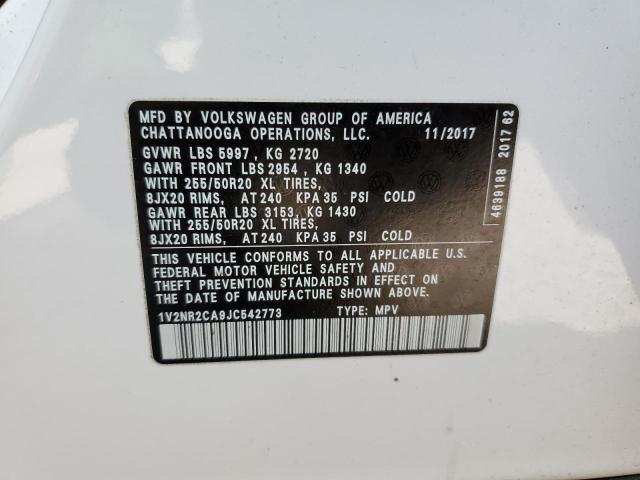 MFD BY VOLKSWAGEN GROUP OF AMERICA
CHATTANOOGA OPERATIONS, LLC. 11/2017
GVWR LBS 5997, KG 2720
GAWR FRONT LBS 2954, KG 1340
WITH 255/50R20 XL TIRES,
8JX20 RIMS, AT 240 KPA 35 PSI COLD
GAWR REAR LBS 3153, KG 1430
WITH 255/50R20 XL TIRES,
8JX20 RIMS, AT 240 KPA 35 PSI COLD
THIS VEHICLE CONFORMS TO ALL APPLICABLE U.S.
FEDERAL MOTOR VEHICLE SAFETY AND
THEFT PREVENTION STANDARDS IN EFFECT
AT THE DATE OF MANUFACTURE SHOWN ABOVE.
1V2NR2CA9JC542773 TYPE: MPV
4639188 2017 62